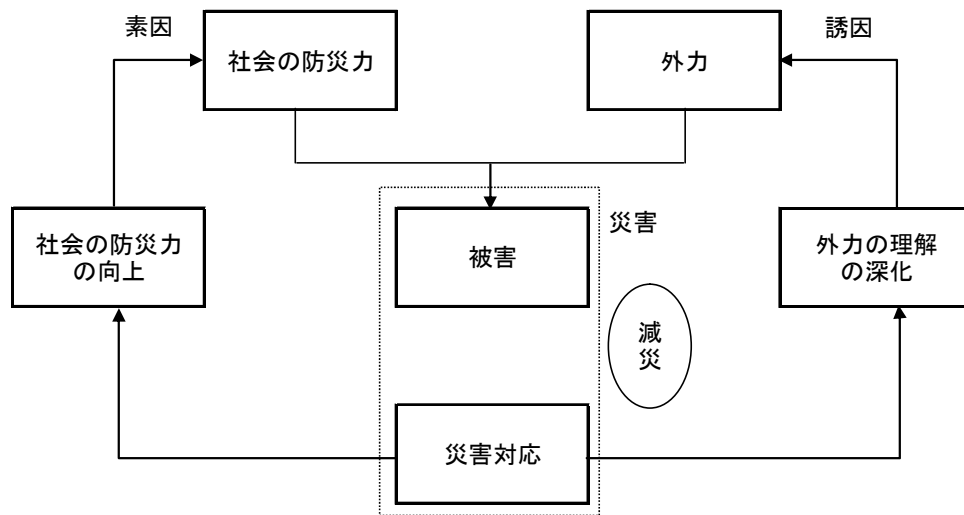 素因
社会の防災力
外力
誘因
社会の防災力
の向上
被害
災害
外力の理解
の深化
減
災
災害対応